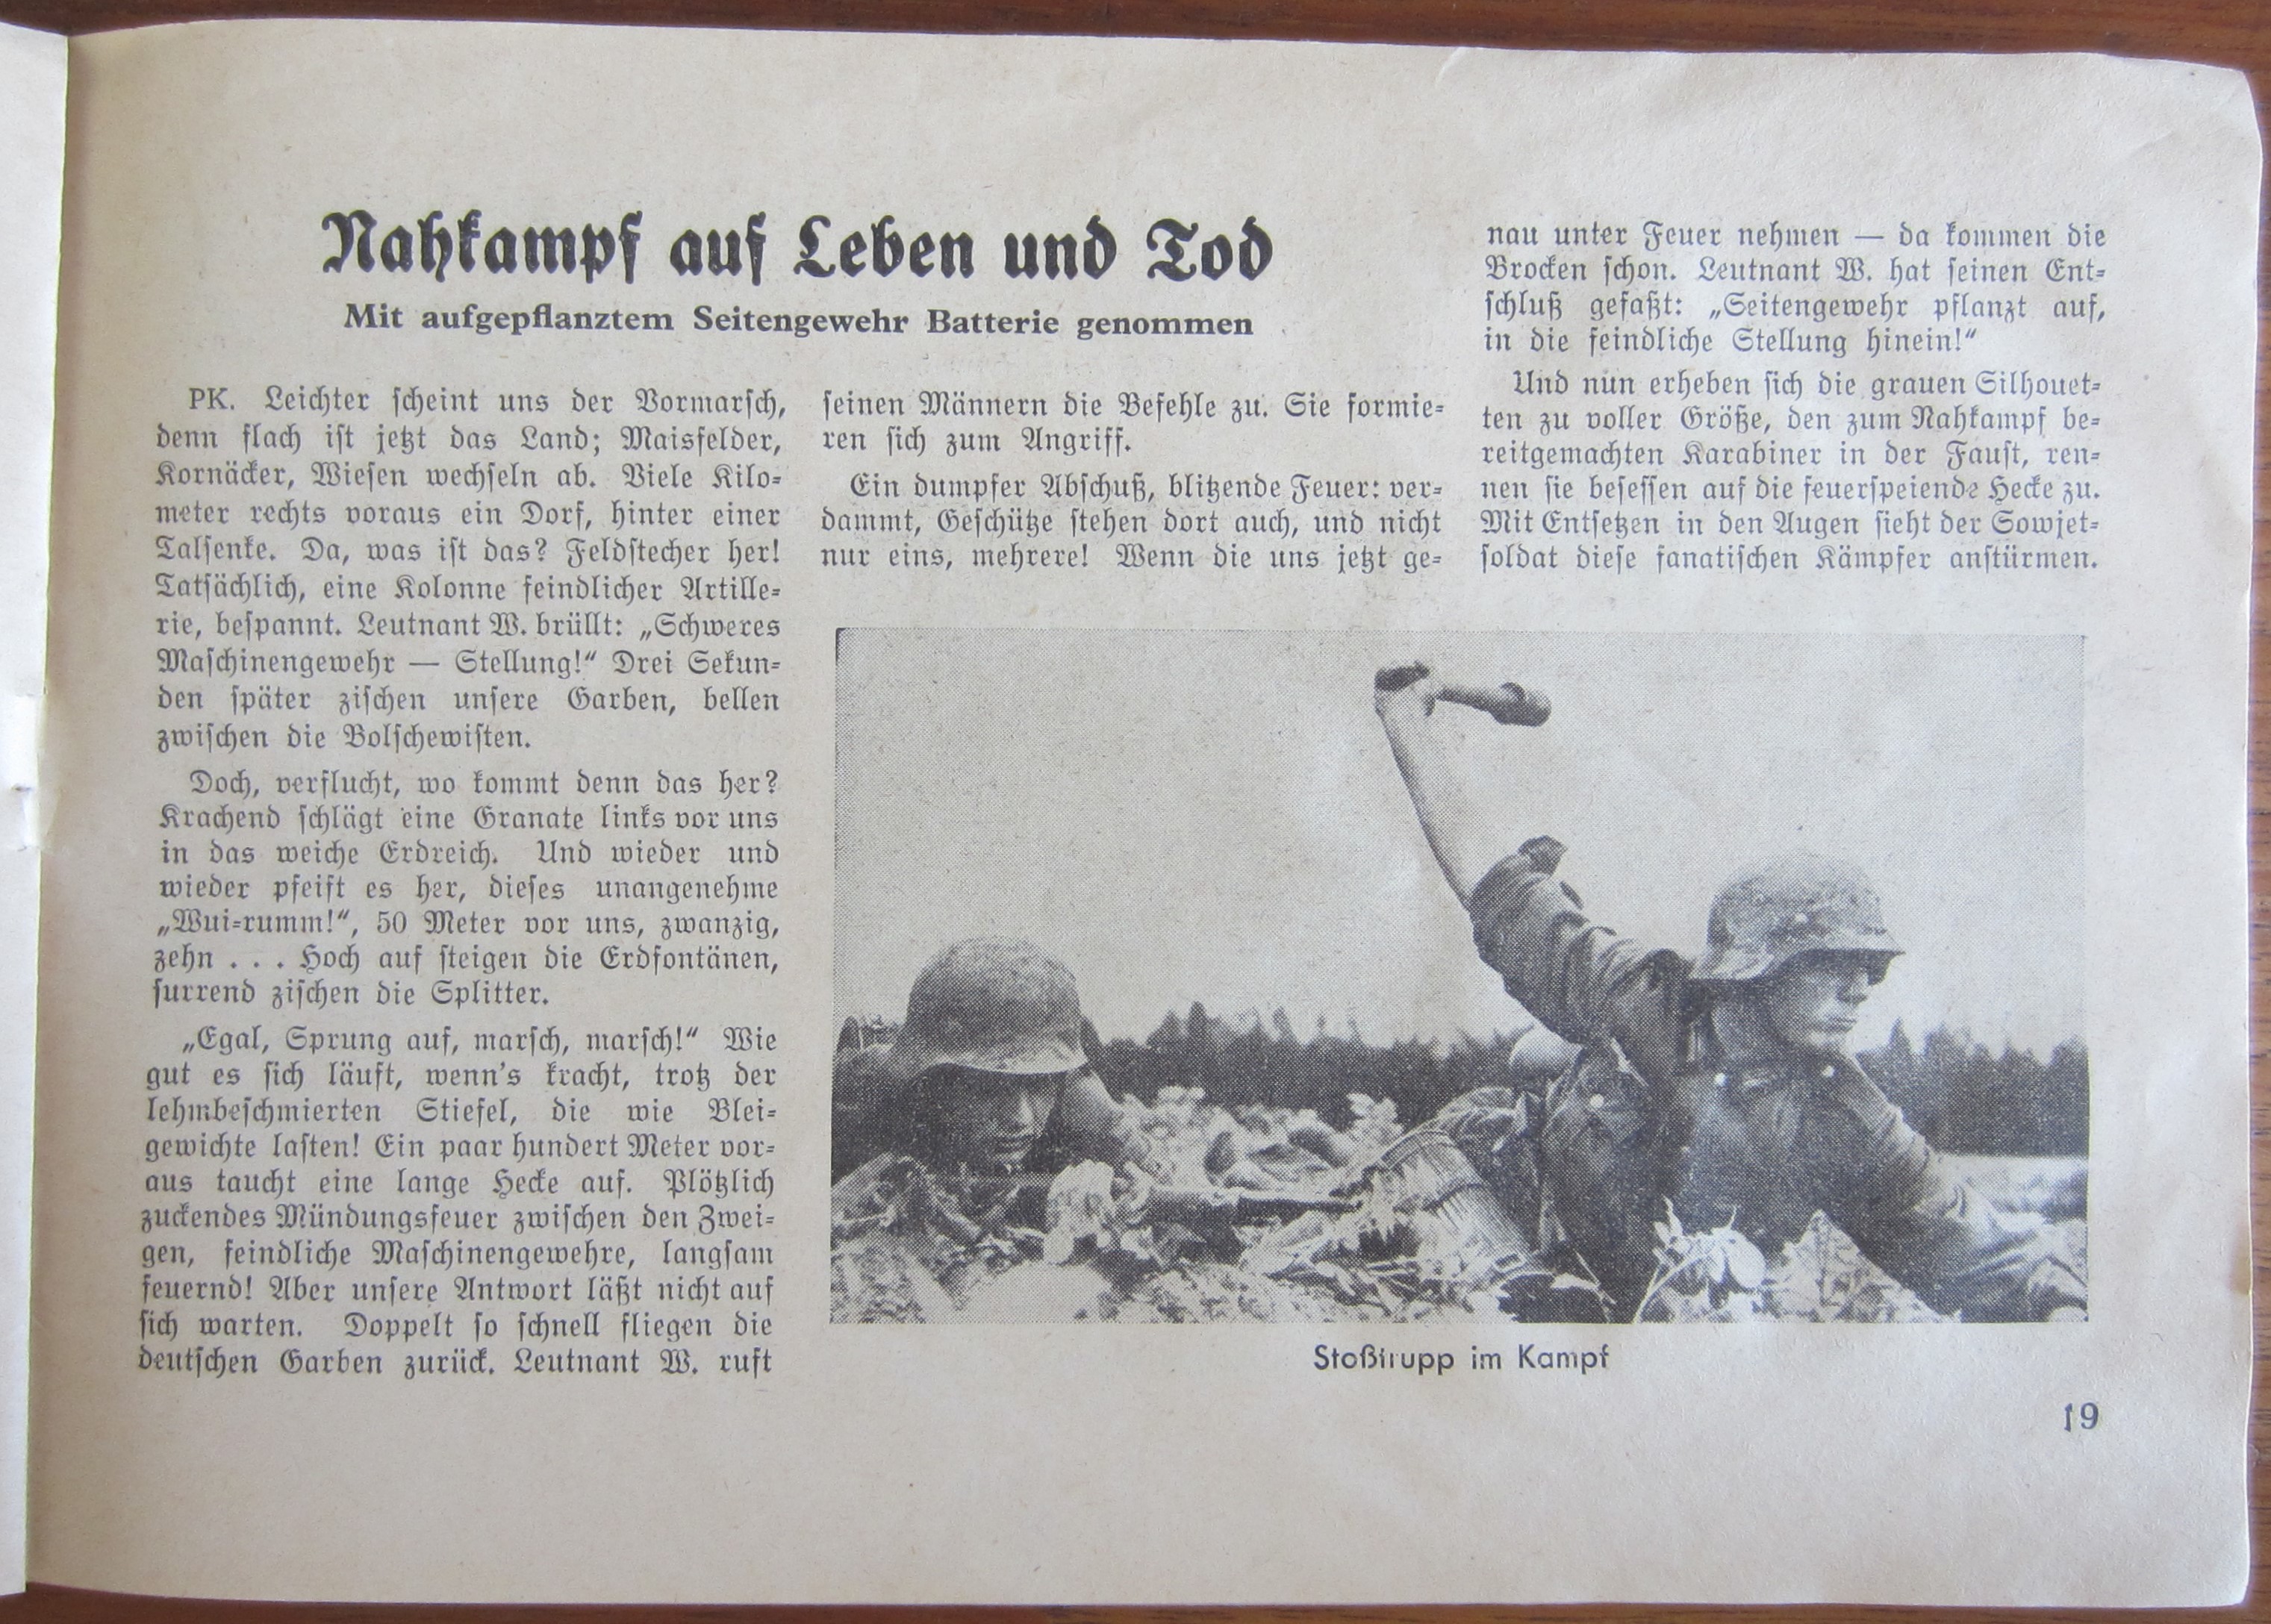 Nahkampf auf Leben und Tod
Mit aufgepflanztem Seitengewehr Batterie genommen
PK. Leichter scheint uns der Vormarsch,
denn flach ist jetzt das Land; Maisfelder,
Kornäcker, Wiesen wechseln ab. Viele Kilo-
meter rechts voraus ein Dorf, hinter einer
Talsenke. Da, was ist das? Feldstecher her!
Tatsächlich, eine Kolonne feindlicher Artille-
rie, bespannt. Leutnant W. brüllt: „Schweres
Maschinengewehr — Stellung!“ Drei Sekun-
den später zischen unsere Garben, bellen
zwischen die Bolschewisten.
Doch, verflucht, wo kommt denn das her?
Krachend schlägt eine Granate links vor uns
in das weiche Erdreich. Und wieder und
wieder pfeift es her, dieses unangenehme
„Wui-rumm!“, 50 Meter vor uns, zwanzig,
zehn . . . Hoch auf steigen die Erdfontänen,
surrend zischen die Splitter.
„Egal, Sprung auf, marsch, marsch!“ Wie
gut es sich läuft, wenn's kracht, trotz der
lehmbeschmierten Stiefel, die wie Blei-
gewichte lasten! Ein paar hundert Meter vor-
aus taucht eine lange Hecke auf. Plötzlich
zuckendes Mündungsfeuer zwischen den Zwei-
gen, feindliche Maschinengewehre, langsam
feuernd! Aber unsere Antwort läßt nicht auf
sich warten. Doppelt so schnell fliegen die
deutschen Garben zurück. Leutnant W. ruft
seinen Männern die Befehle zu. Sie formie-
ren sich zum Angriff.
Ein dumpfer Abschuß, blitzende Feuer: ver-
dammt, Geschütze stehen dort auch, und nicht
nur eins, mehrere! Wenn die uns jetzt ge-
nau unter Feuer nehmen — da kommen die
Brocken schon. Leutnant W. hat seinen Ent-
schluß gefaßt: „Seitengewehr pflanzt auf,
in die feindliche Stellung hinein!“
Und nun erheben sich die grauen Silhouet-
ten zu voller Größe, den zum Nahkampf be-
reitgemachten Karabiner in der Faust, ren-
nen sie besessen auf die feuerspeiende Hecke zu.
Mit Entsetzen in den Augen sieht der Sowjet-
soldat diese fanatischen Kämpfer anstürmen.
Stoßtrupp im Kampf
19